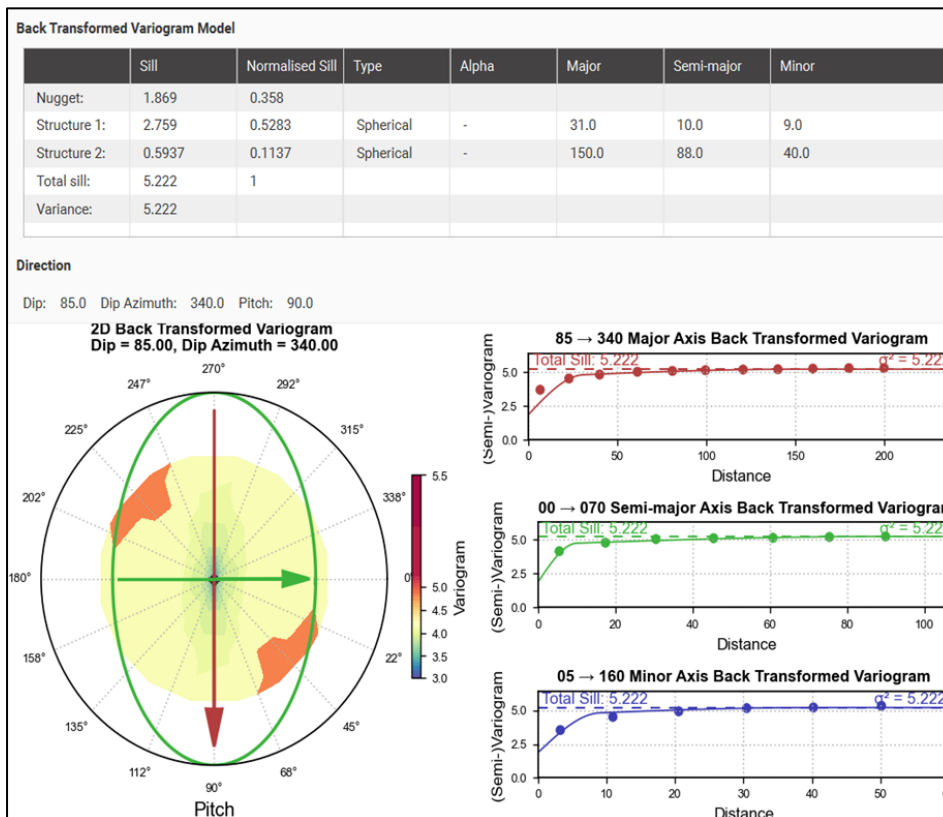 Back Transformed Variogram Model
Sill Normalised Sill Type Alpha Major Semi-major Minor
Nugget: 1.869 0.358
Structure 1: 2.759 0.5283 Spherical - 31.0 10.0 9.0
Structure 2: 0.5937 0.1137 Spherical - 150.0 88.0 40.0
Total sill: 5.222 1
Variance: 5.222
Direction
Dip: 85.0 Dip Azimuth: 340.0 Pitch: 90.0
2D Back Transformed Variogram
Dip = 85.00, Dip Azimuth = 340.00
270°
247° 292°
225° 315°
202° 338°
180° 0°
158° 22°
135° 45°
112° 68°
90°
Pitch
5.5
5.0
4.5
4.0
3.5
3.0
Variogram
85 → 340 Major Axis Back Transformed Variogram
Total Sill: 5.222 σ² = 5.222
5.0
2.5
0.0
0 50 100 150 200
(Semi-)Variogram
Distance
00 → 070 Semi-major Axis Back Transformed Variogram
Total Sill: 5.222 σ² = 5.222
5.0
2.5
0.0
0 20 40 60 80 100
(Semi-)Variogram
Distance
05 → 160 Minor Axis Back Transformed Variogram
Total Sill: 5.222 σ² = 5.222
5.0
2.5
0.0
0 10 20 30 40 50
(Semi-)Variogram
Distance